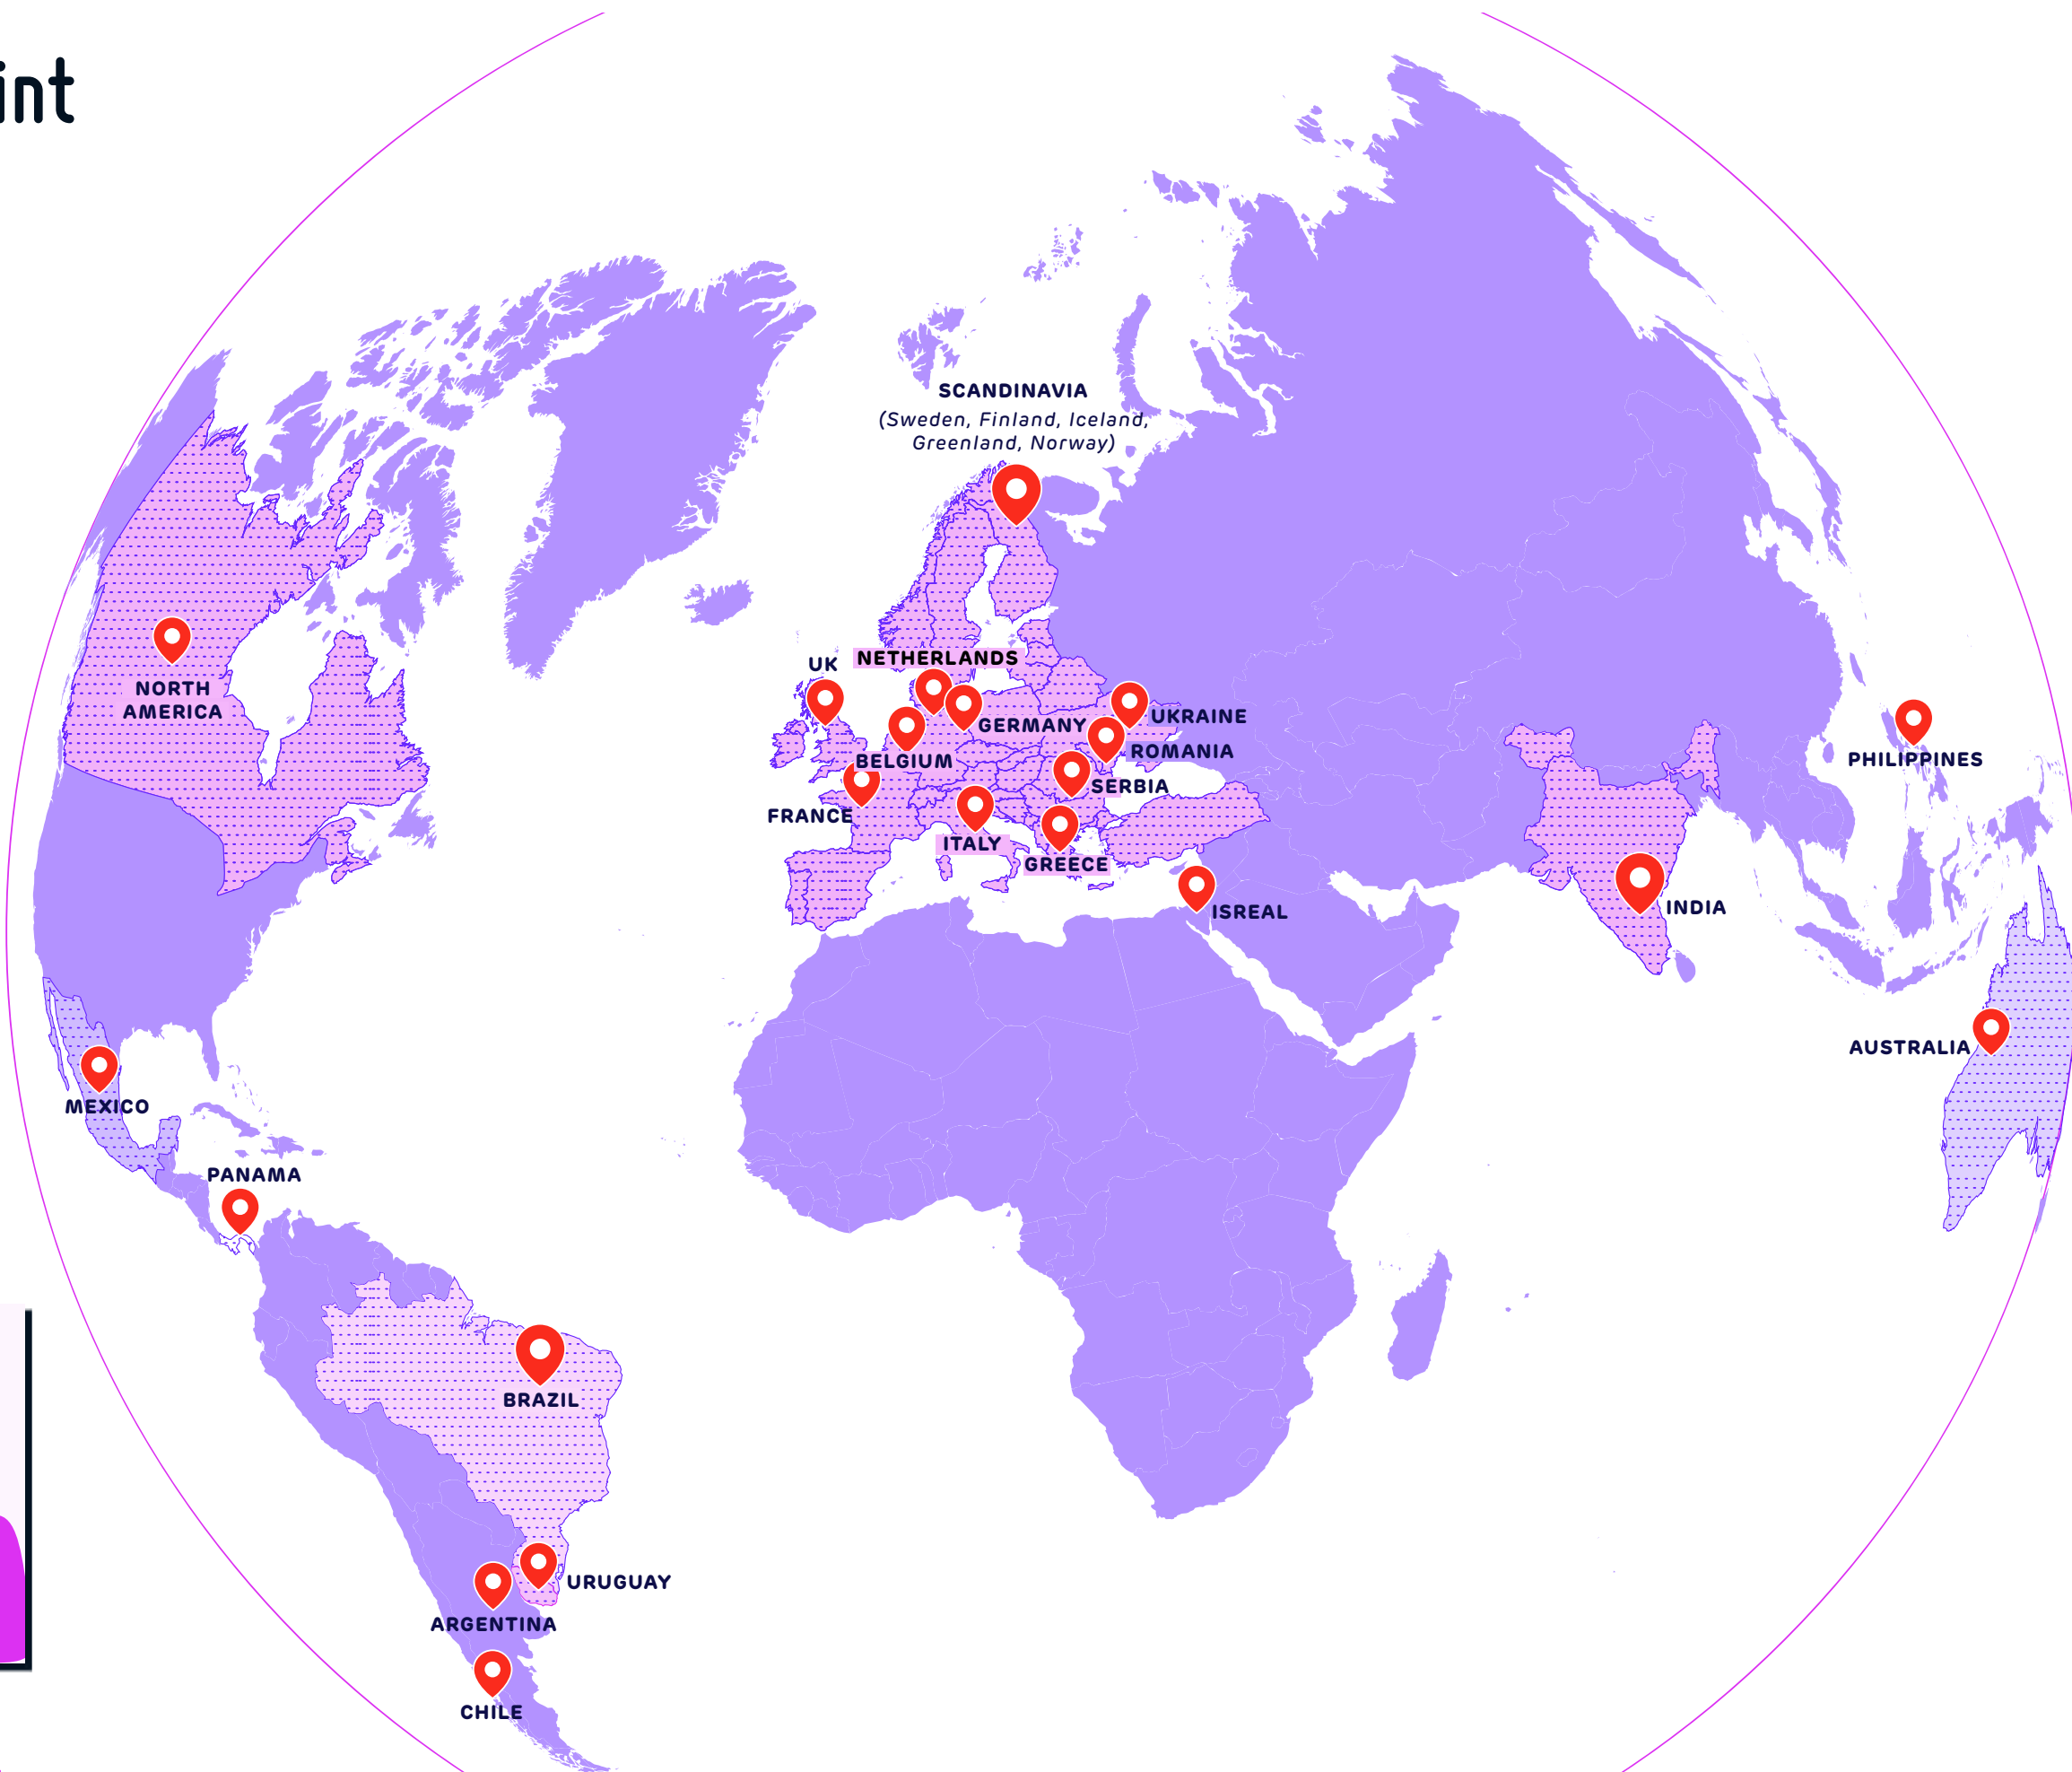 int
SCANDINAVIA
(Sweden, Finland, Iceland,
Greenland, Norway)
UK
NETHERLANDS
NORTH
AMERICA
UKRAINE
GERMANY
ROMANIA
BELGIUM
PHILIPPINES
SERBIA
FRANCE
ITALY
GREECE
INDIA
ISREAL
AUSTRALIA
MEXICO
PANAMA
BRAZIL
URUGUAY
ARGENTINA
CHILE